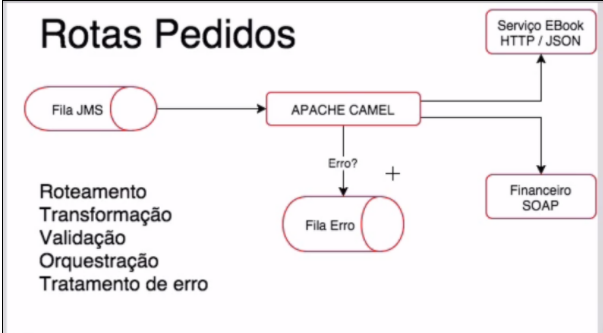 Rotas Pedidos
Serviço EBook
HTTP / JSON
Fila JMS
APACHE CAMEL
Erro?
Financeiro
SOAP
Fila Erro
Roteamento
Transformação
Validação
Orquestração
Tratamento de erro